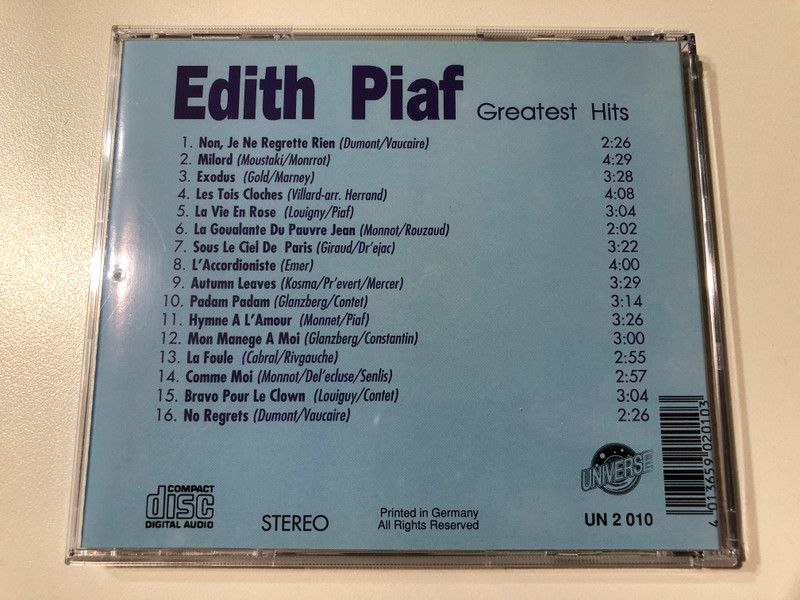 Edith Piaf Greatest Hits
1. Non, Je Ne Regrette Rien (Dumont/Vaucaire) 2:26
2. Milord (Moustaki/Monrrot) 4:29
3. Exodus (Gold/Marney) 3:28
4. Les Tois Cloches (Villard-arr. Herrand) 4:08
5. La Vie En Rose (Louigny/Piaf) 3:04
6. La Goualante Du Pauvre Jean (Monnot/Rouzaud) 2:02
7. Sous Le Ciel De Paris (Giraud/Dr'ejac) 3:22
8. L'Accordioniste (Emer) 4:00
9. Autumn Leaves (Kosma/Pr'evert/Mercer) 3:29
10. Padam Padam (Glanzberg/Contet) 3:14
11. Hymne A L'Amour (Monnet/Piaf) 3:26
12. Mon Manege A Moi (Glanzberg/Constantin) 3:00
13. La Foule (Cabral/Rivgauche) 2:55
14. Comme Moi (Monnot/Del'ecluse/Senlis) 2:57
15. Bravo Pour Le Clown (Louiguy/Contet) 3:04
16. No Regrets (Dumont/Vaucaire) 2:26
COMPACT
disc
DIGITAL AUDIO
STEREO
Printed in Germany
All Rights Reserved
UNIVERSE
UN 2 010
4 013659 020103